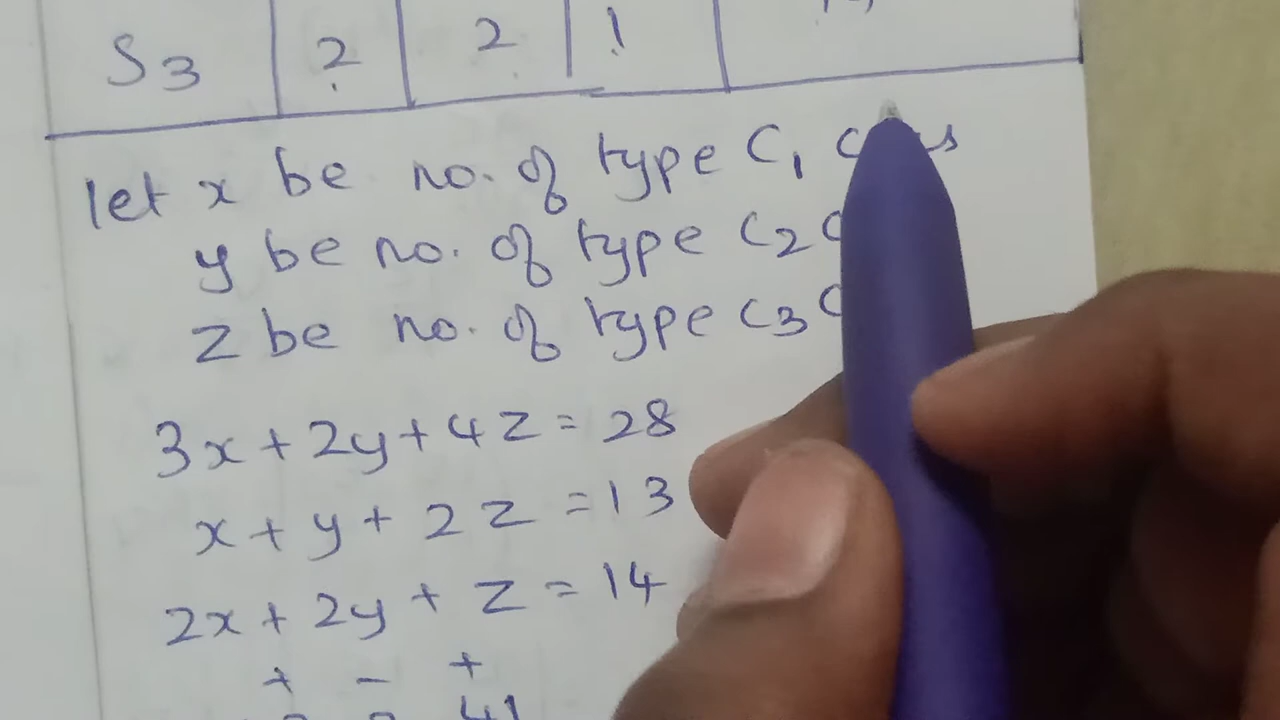 S3 2 2 1
let x be no. of type C1
y be no. of type C2
z be no. of type C3
3x + 2y + 4z = 28
x + y + 2z = 13
2x + 2y + z = 14
+ - +